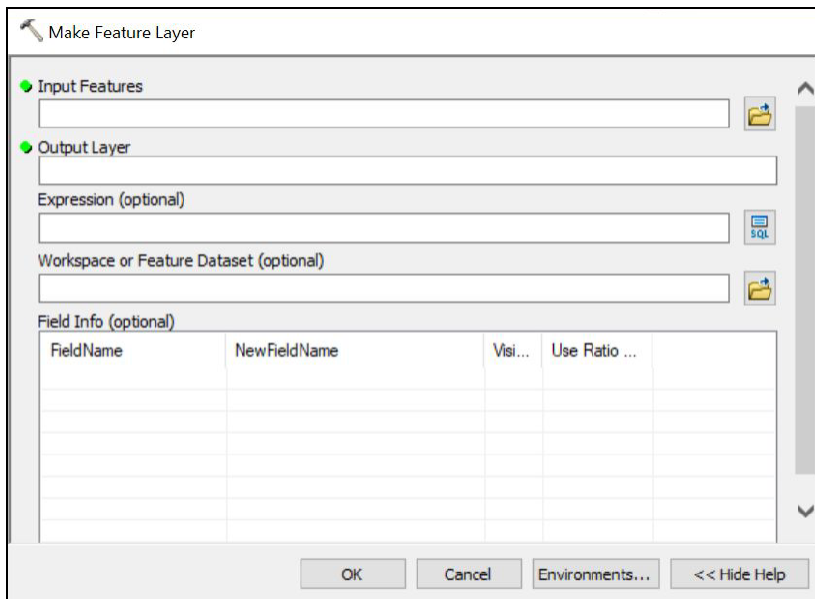 Make Feature Layer
Input Features
Output Layer
Expression (optional)
SQL
Workspace or Feature Dataset (optional)
Field Info (optional)
FieldName NewFieldName Visi... Use Ratio ...
OK Cancel Environments... << Hide Help